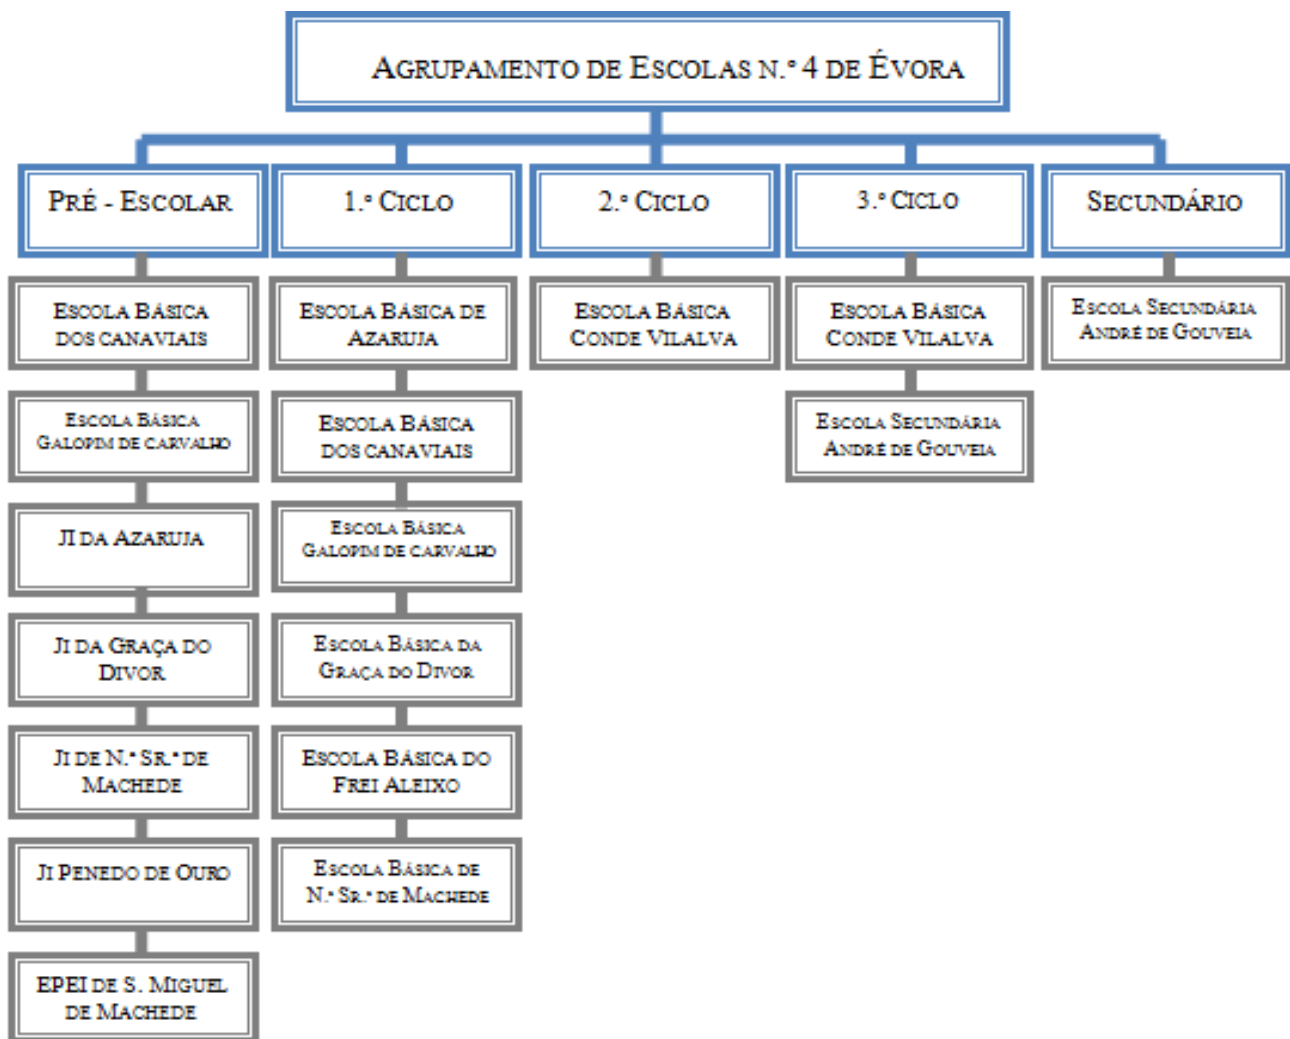 AGRUPAMENTO DE ESCOLAS N.º 4 DE ÉVORA
PRÉ - ESCOLAR
1.º CICLO
2.º CICLO
3.º CICLO
SECUNDÁRIO
ESCOLA BÁSICA
DOS CANAVIAIS
ESCOLA BÁSICA
GALOPIM DE CARVALHO
JI DA AZARUJA
JI DA GRAÇA DO
DIVOR
JI DE N.ª SR.ª DE
MACHEDE
JI PENEDO DE OURO
EPEI DE S. MIGUEL
DE MACHEDE
ESCOLA BÁSICA DE
AZARUJA
ESCOLA BÁSICA
DOS CANAVIAIS
ESCOLA BÁSICA
GALOPIM DE CARVALHO
ESCOLA BÁSICA DA
GRAÇA DO DIVOR
ESCOLA BÁSICA DO
FREI ALEIXO
ESCOLA BÁSICA DE
N.ª SR.ª DE MACHEDE
ESCOLA BÁSICA
CONDE VILALVA
ESCOLA BÁSICA
CONDE VILALVA
ESCOLA SECUNDÁRIA
ANDRÉ DE GOUVEIA
ESCOLA SECUNDÁRIA
ANDRÉ DE GOUVEIA